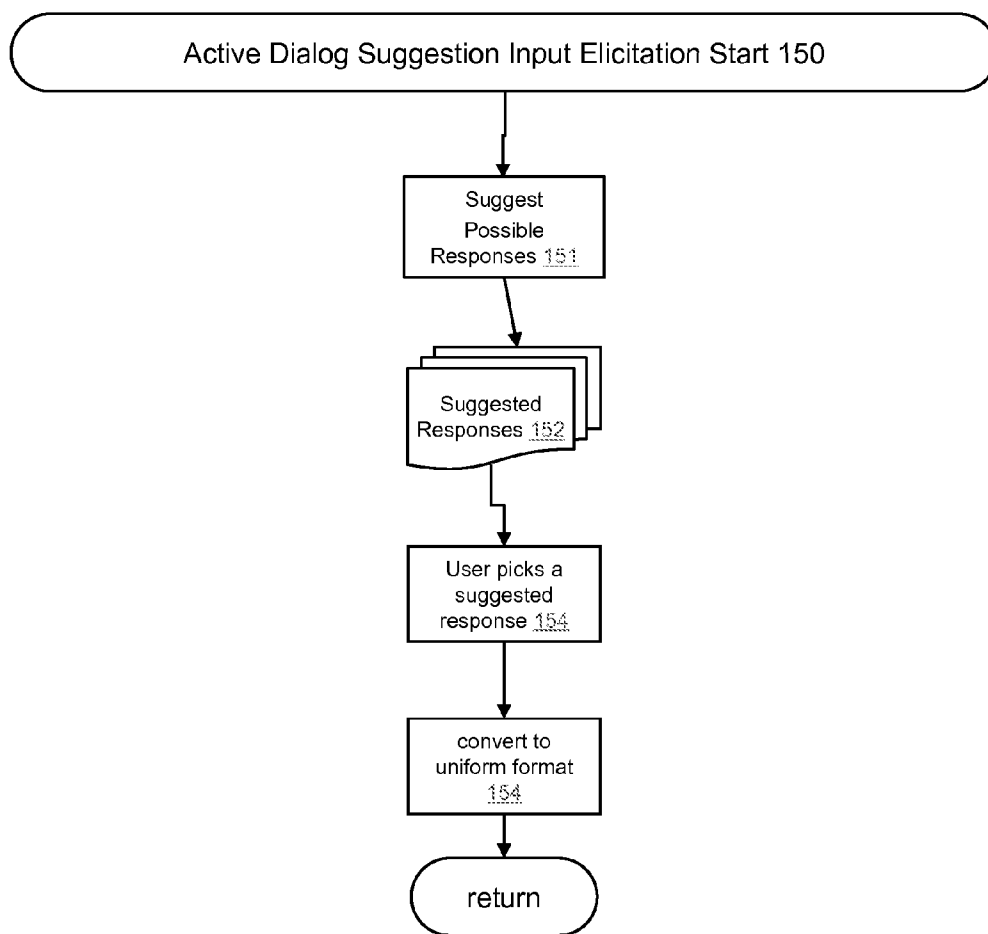 Active Dialog Suggestion Input Elicitation Start 150
Suggest
Possible
Responses 151
Suggested
Responses 152
User picks a
suggested
response 154
convert to
uniform format
154
return